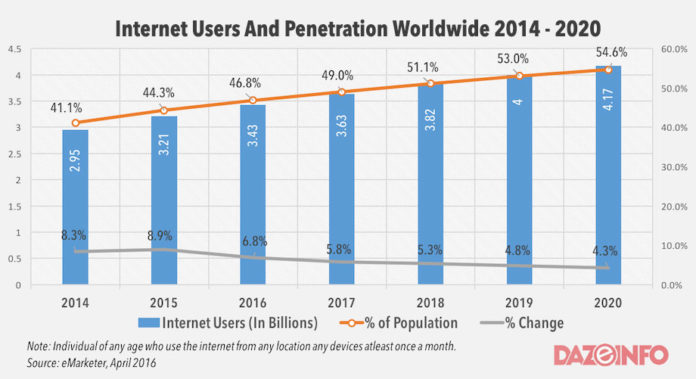 Internet Users And Penetration Worldwide 2014 - 2020
4.5 60.0%
4 50.0%
3.5 40.0%
3 30.0%
2.5 20.0%
2 10.0%
1.5 0.0%
1
0.5
0
41.1% 44.3% 46.8% 49.0% 51.1% 53.0% 54.6%
2.95 3.21 3.43 3.63 3.82 4 4.17
8.3% 8.9% 6.8% 5.8% 5.3% 4.8% 4.3%
2014 2015 2016 2017 2018 2019 2020
Internet Users (In Billions) % of Population % Change
Note: Individual of any age who use the internet from any location any devices atleast once a month.
Source: eMarketer, April 2016
DAZEINFO